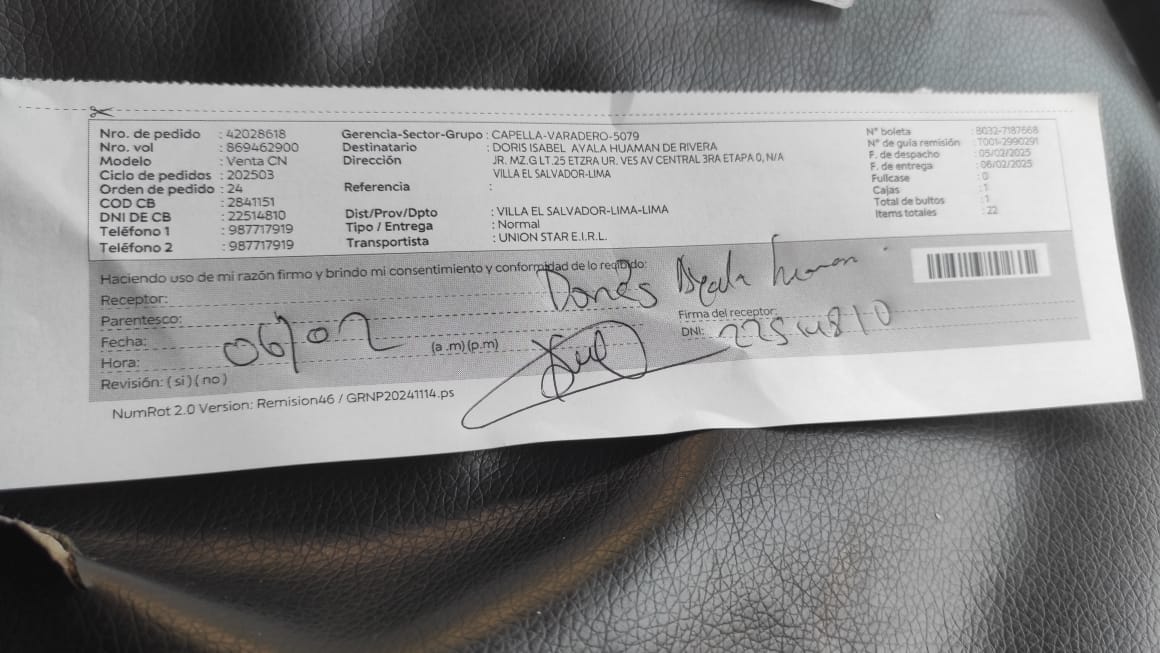 Nro. de pedido : 42028618
Nro. vol : 869462900
Modelo : Venta CN
Ciclo de pedidos : 202503
Orden de pedido : 24
COD CB : 2841151
DNI DE CB : 22514810
Teléfono 1 : 987717919
Teléfono 2 : 987717919
Gerencia-Sector-Grupo : CAPELLA-VARADERO-5079
Destinatario : DORIS ISABEL AYALA HUAMAN DE RIVERA
Dirección JR. MZ.G LT.25 ETZRA UR. VES AV CENTRAL 3RA ETAPA 0, N/A
VILLA EL SALVADOR-LIMA
Referencia :
Dist/Prov/Dpto : VILLA EL SALVADOR-LIMA-LIMA
Tipo / Entrega : Normal
Transportista : UNION STAR E.I.R.L.
N° boleta : B032-7187668
N° de guía remisión : T001-2990291
F. de despacho : 05/02/2025
F. de entrega : 06/02/2025
Fullcase : 0
Cajas : 1
Total de bultos : 1
Items totales : 22
Haciendo uso de mi razón firmo y brindo mi consentimiento y conformidad de lo recibido:
Receptor:
Parentesco:
Fecha: 06/02
Hora: (a .m) (p.m)
Revisión: ( si ) ( no )
Ayala
Firma del receptor:
DNI: 22514810
NumRot 2.0 Version: Remision46 / GRNP20241114.ps